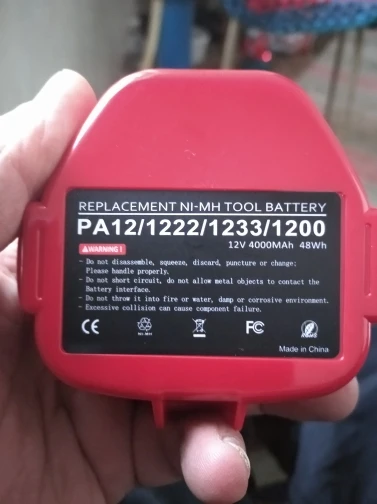 REPLACEMENT NI-MH TOOL BATTERY
PA12/1222/1233/1200
12V 4000MAh 48Wh
WARNING!
- Do not disassemble, squeeze, discard, puncture or change;
Please handle properly.
- Do not short circuit, do not allow metal objects to contact the
Battery interface.
- Do not throw it into fire or water, damp or corrosive environment.
- Excessive collision can cause component failure.
CE
FC
Made in China